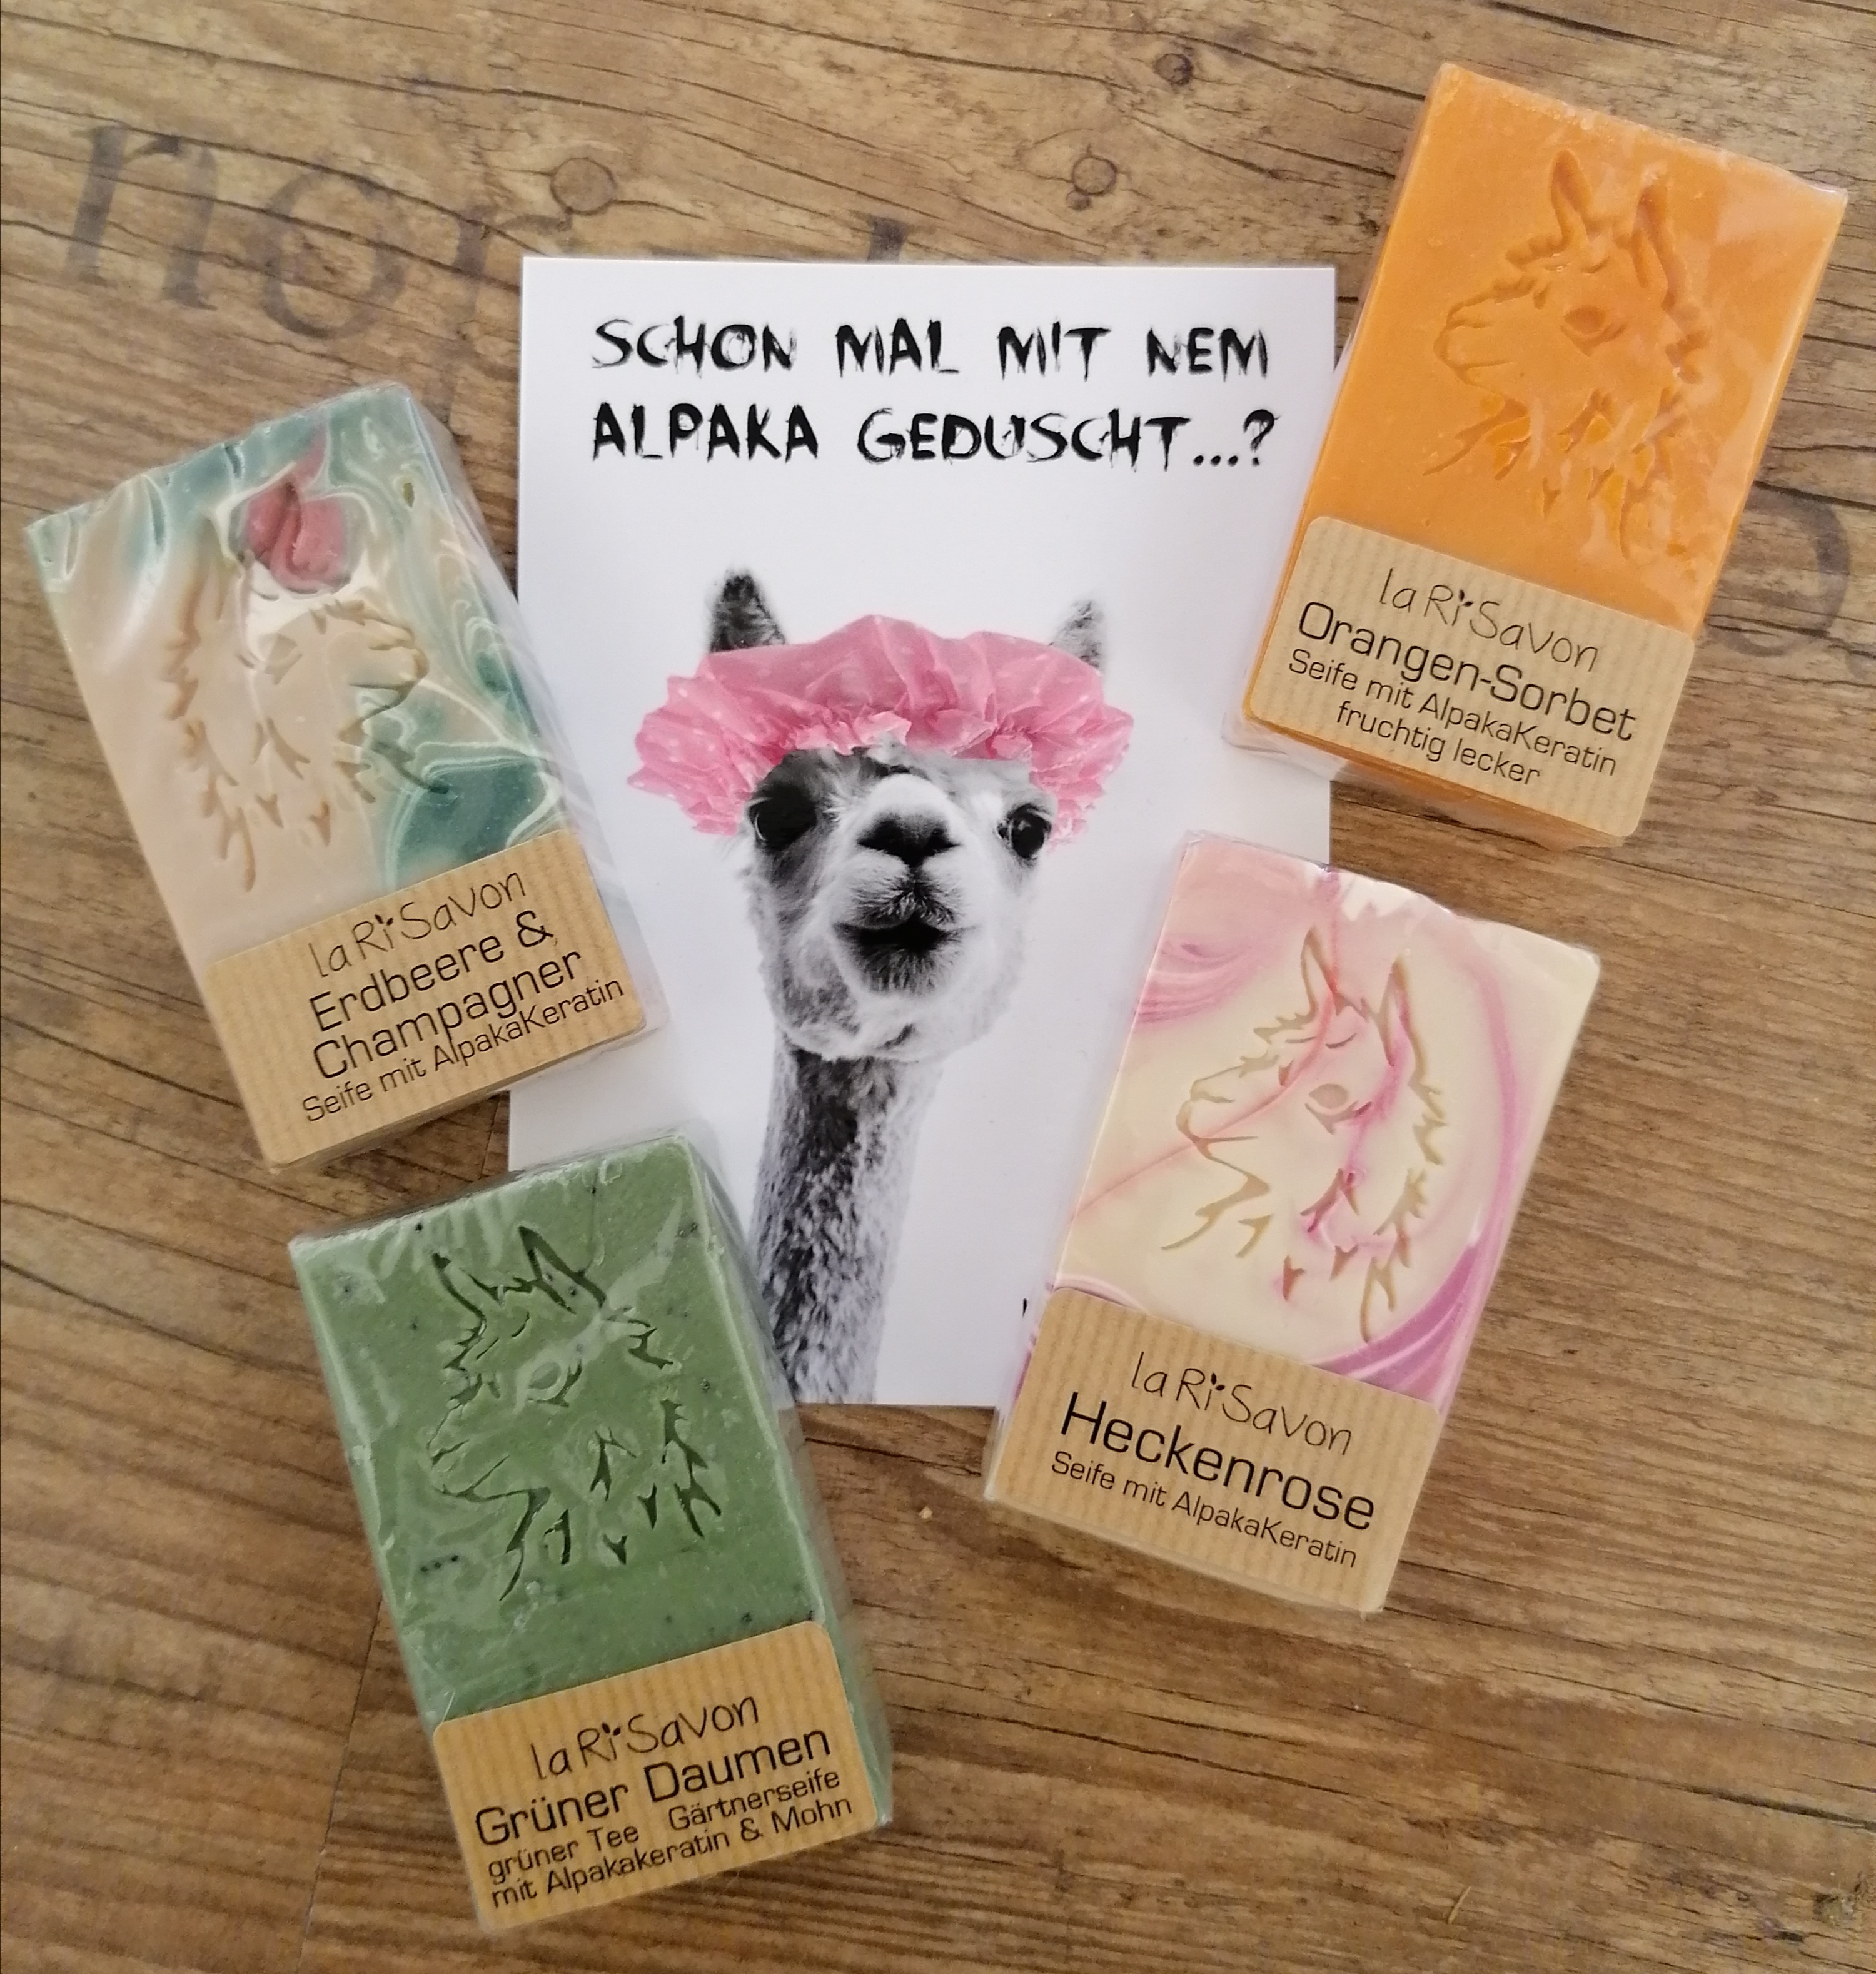 SCHON MAL MIT NEM
ALPAKA GEDUSCHT...?
la Ri Savon
Orangen-Sorbet
Seife mit AlpakaKeratin
fruchtig lecker
la Ri Savon
Erdbeere &
Champagner
Seife mit AlpakaKeratin
la Ri Savon
Heckenrose
Seife mit AlpakaKeratin
la Ri Savon
Grüner Daumen
grüner Tee Gärtnerseife
mit Alpakakeratin & Mohn